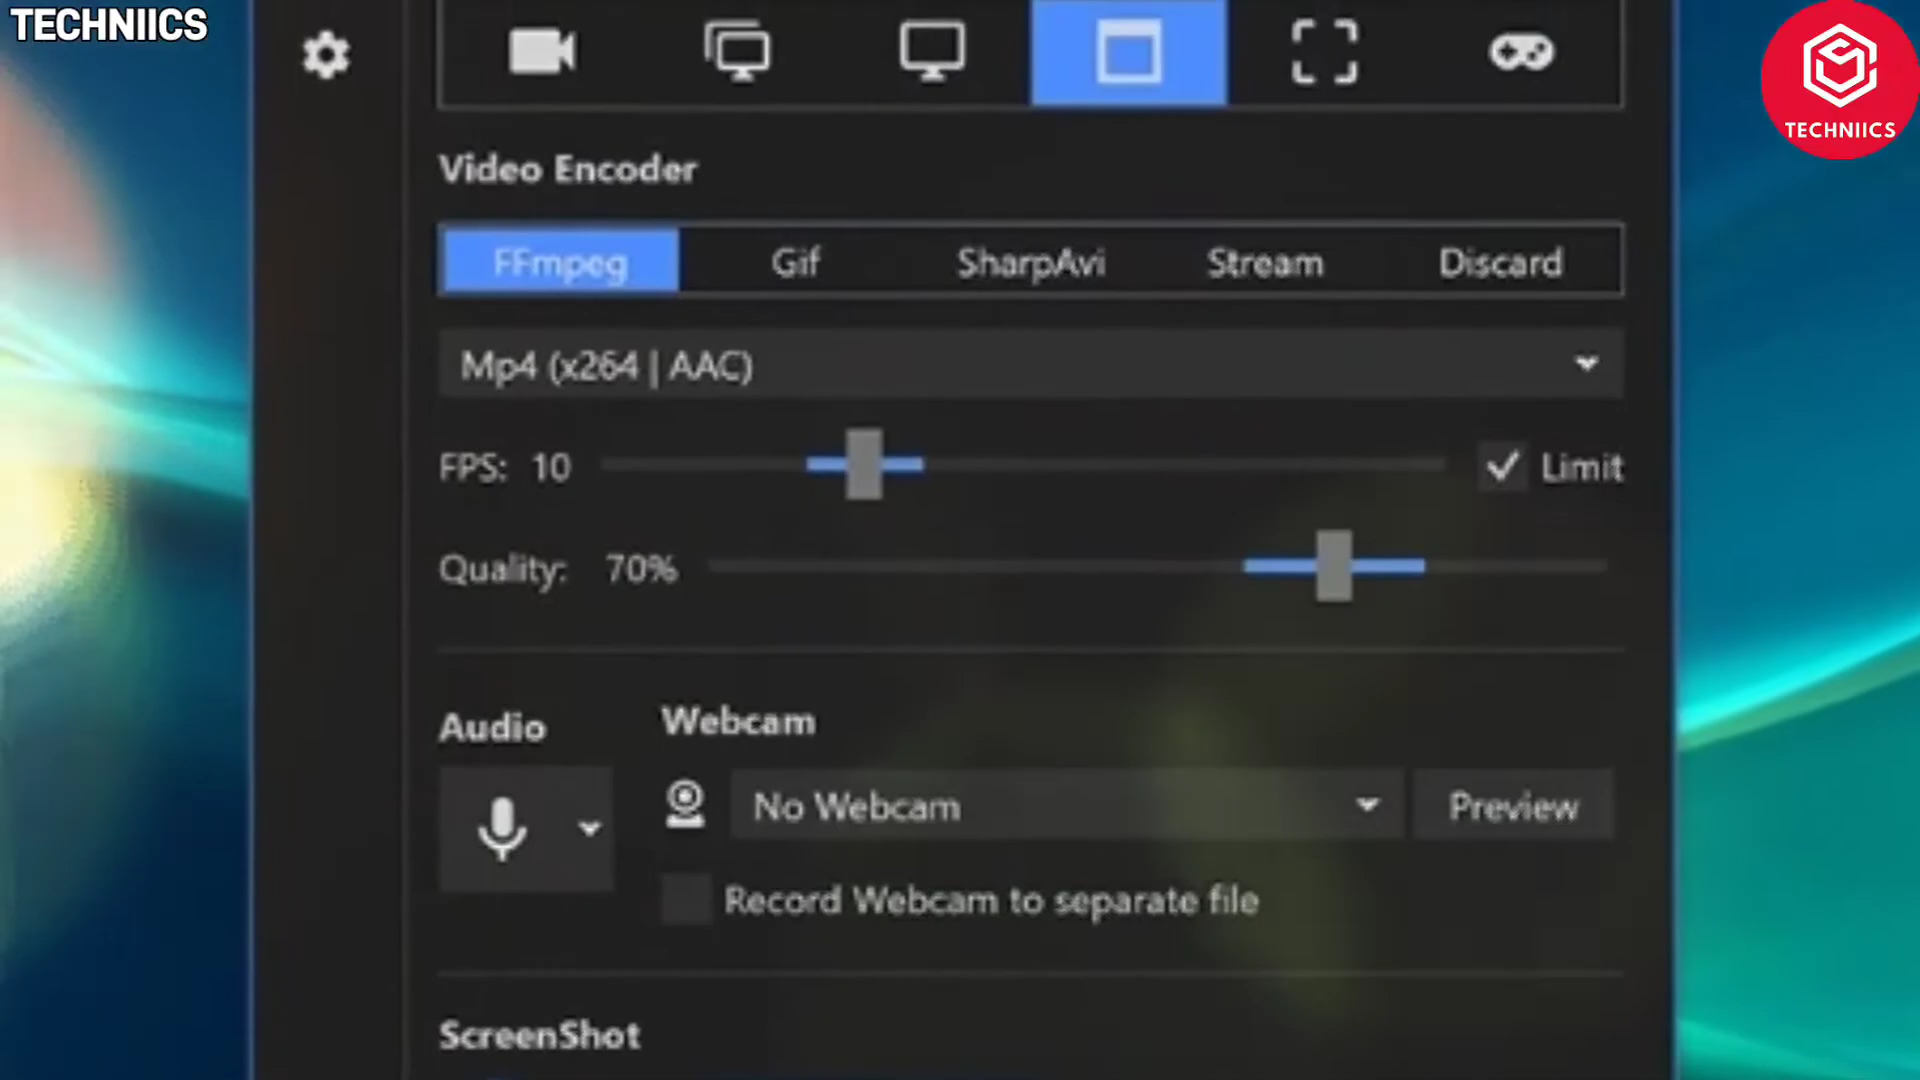 TECHNIICS
TECHNIICS
Video Encoder
FFmpeg Gif SharpAvi Stream Discard
Mp4 (x264 | AAC)
FPS: 10 Limit
Quality: 70%
Audio Webcam
No Webcam Preview
Record Webcam to separate file
ScreenShot